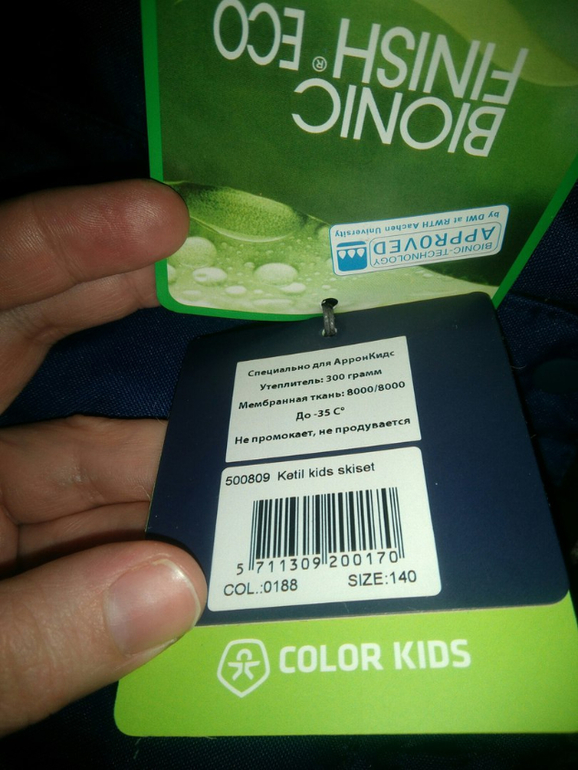 BIONIC
FINISH® ECO
BIONIC-TECHNOLOGY
APPROVED
by DWI at RWTH Aachen University
Специально для АрронКидс
Утеплитель: 300 грамм
Мембранная ткань: 8000/8000
До -35 С°
Не промокает, не продувается
500809 Ketil kids skiset
5 711309 200170
COL.:0188 SIZE:140
COLOR KIDS